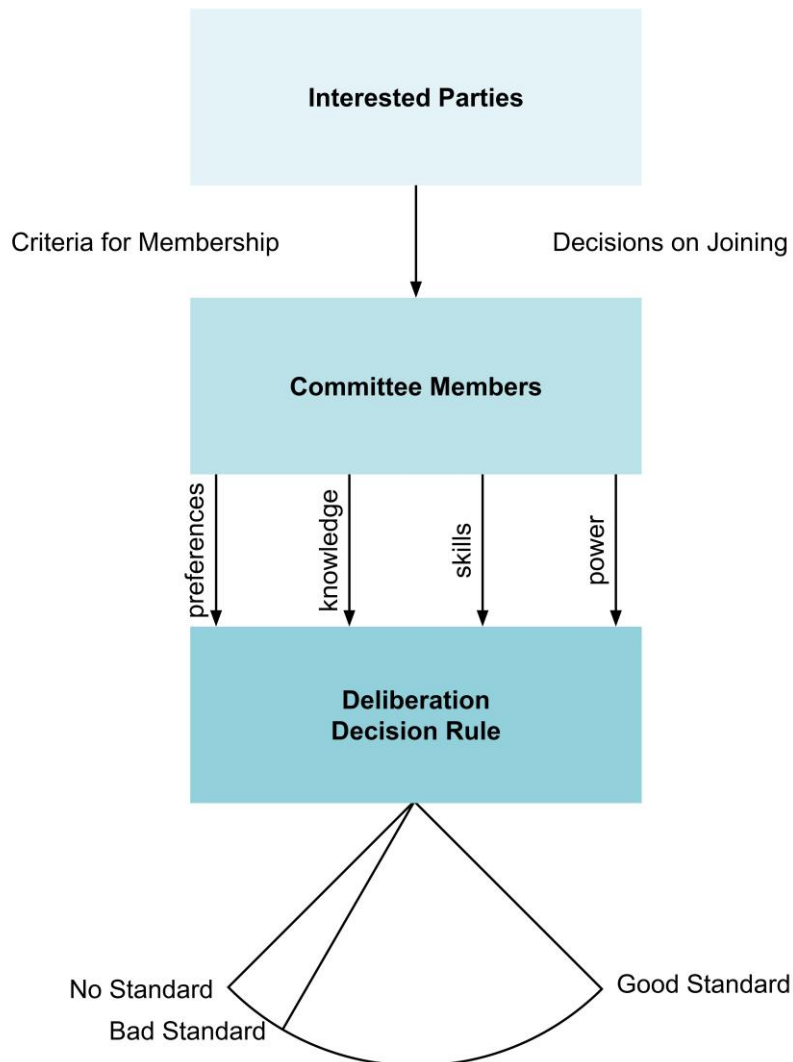 Interested Parties
Criteria for Membership
Decisions on Joining
Committee Members
preferences
knowledge
skills
power
Deliberation
Decision Rule
No Standard
Good Standard
Bad Standard